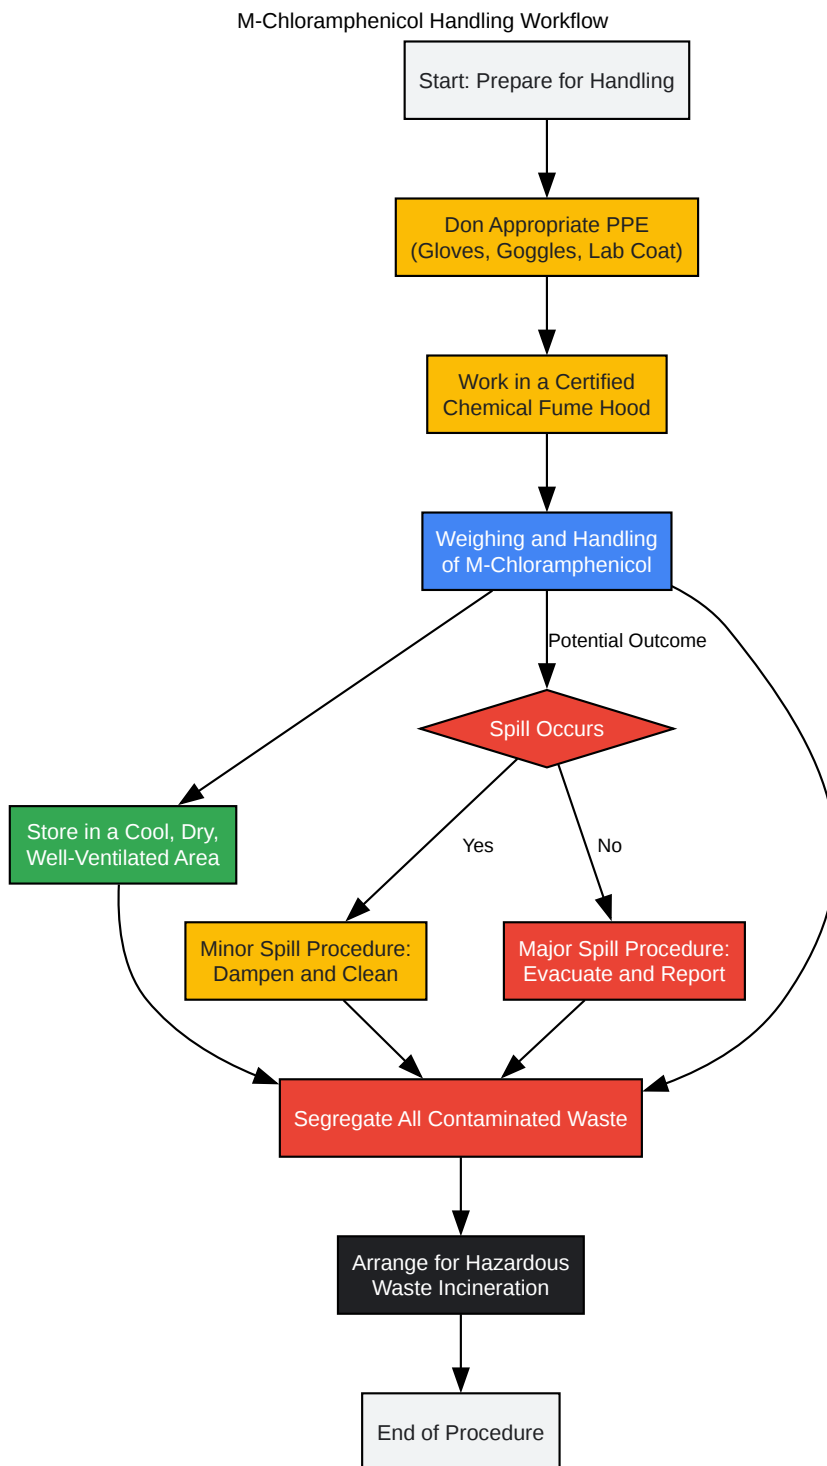 M-Chloramphenicol Handling Workflow
Start: Prepare for Handling
Don Appropriate PPE
(Gloves, Goggles, Lab Coat)
Work in a Certified
Chemical Fume Hood
Weighing and Handling
of M-Chloramphenicol
Potential Outcome
Spill Occurs
Store in a Cool, Dry,
Well-Ventilated Area
Yes
No
Minor Spill Procedure:
Dampen and Clean
Major Spill Procedure:
Evacuate and Report
Segregate All Contaminated Waste
Arrange for Hazardous
Waste Incineration
End of Procedure